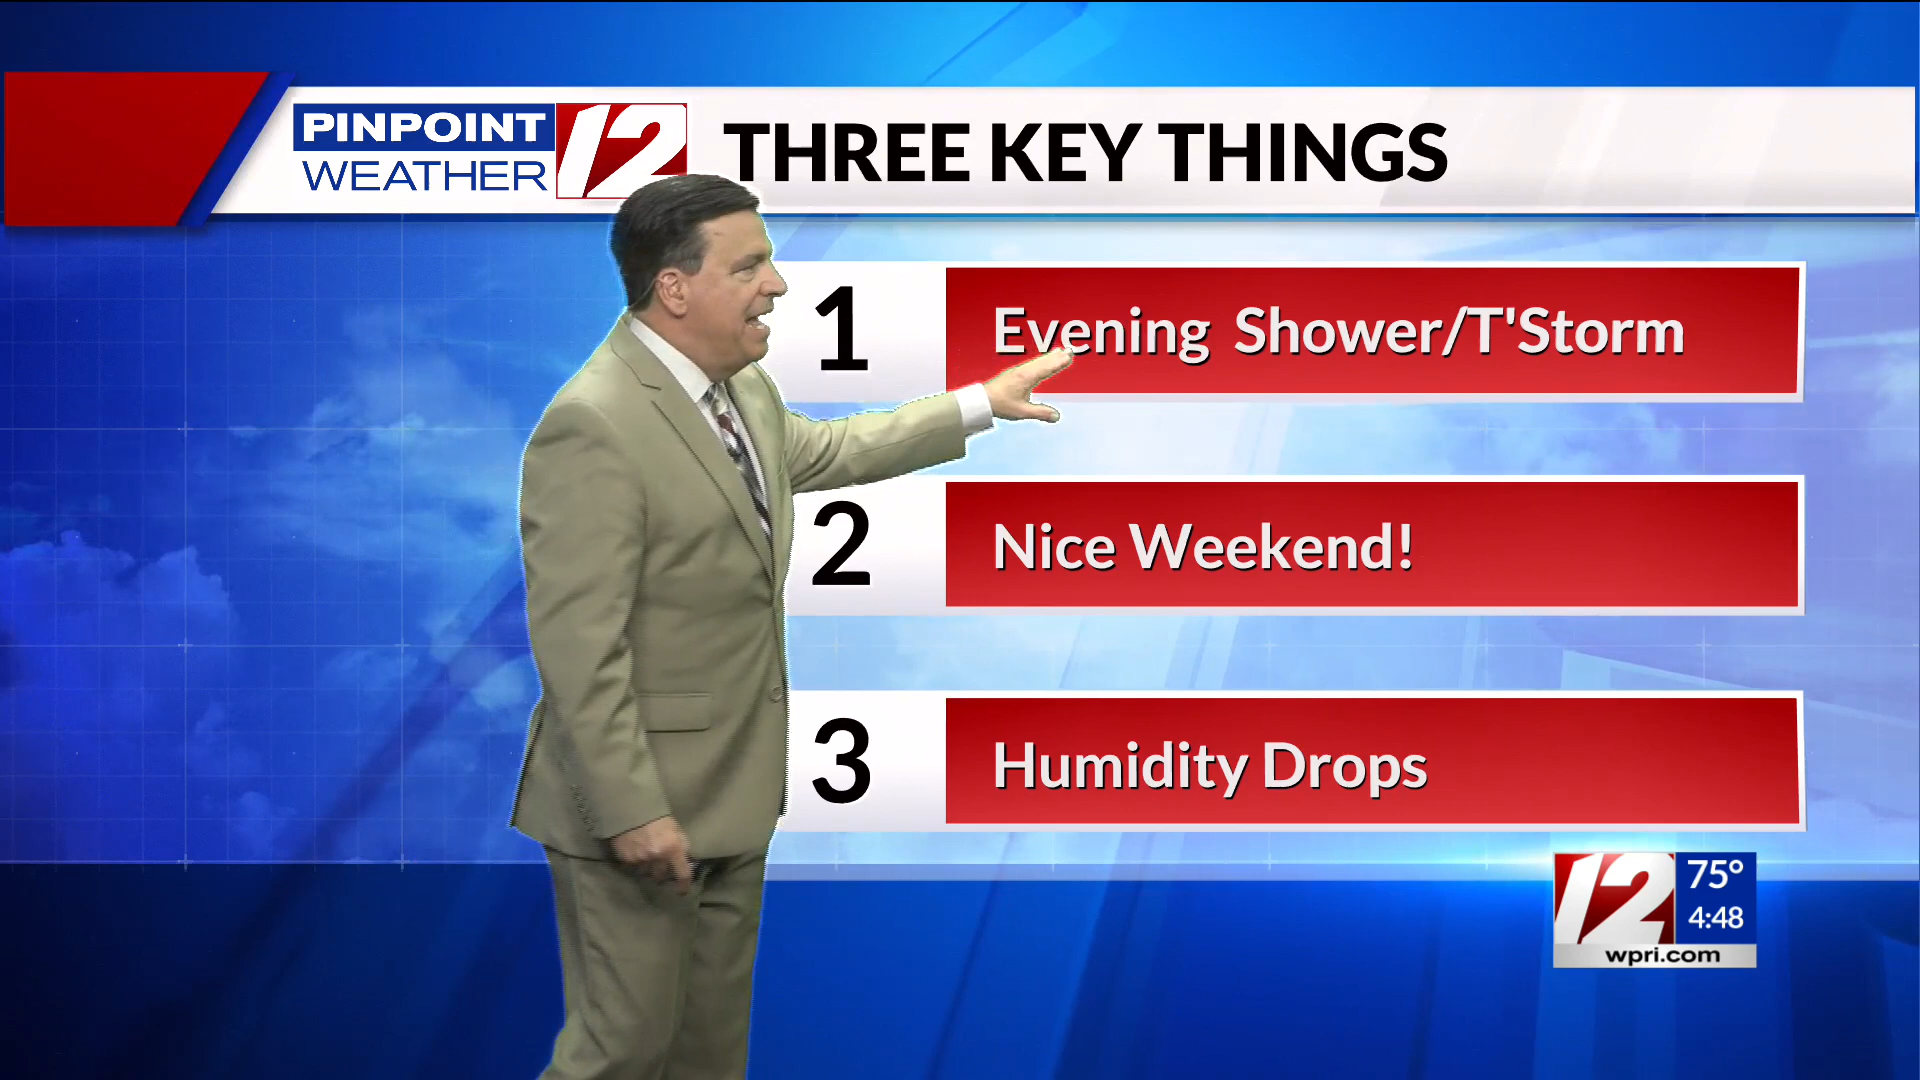 PINPOINT
WEATHER 12
THREE KEY THINGS
1 Evening Shower/T'Storm
2 Nice Weekend!
3 Humidity Drops
12 75°
4:48
wpri.com